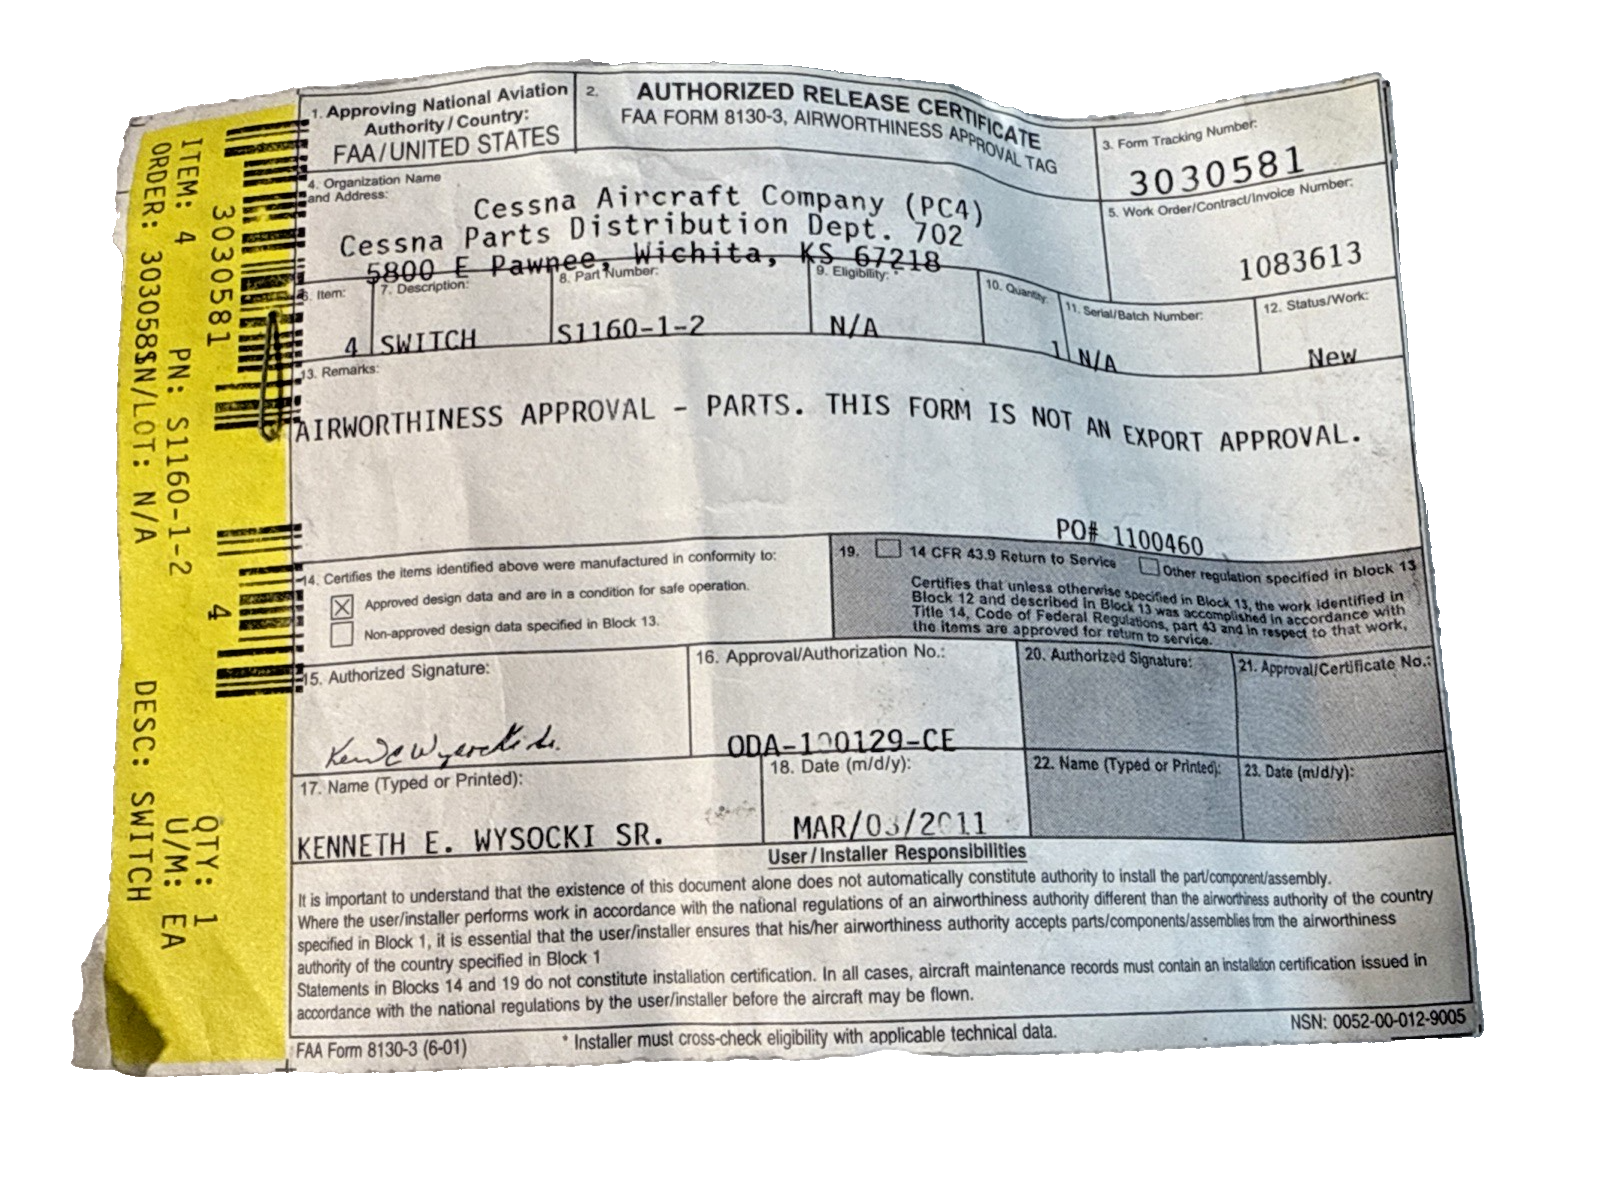 1. Approving National Aviation
Authority/Country:
FAA/UNITED STATES
2.
AUTHORIZED RELEASE CERTIFICATE
FAA FORM 8130-3, AIRWORTHINESS APPROVAL TAG
3. Form Tracking Number:
3030581
4. Organization Name
and Address:
Cessna Aircraft Company (PC4)
Cessna Parts Distribution Dept. 702
5800 E Pawnee, Wichita, KS 67218
5. Work Order/Contract/Invoice Number:
1083613
6. Item:
4
7. Description:
SWITCH
8. Part Number:
S1160-1-2
9. Eligibility: *
N/A
10. Quantity:
1
11. Serial/Batch Number:
N/A
12. Status/Work:
New
13. Remarks:
AIRWORTHINESS APPROVAL - PARTS. THIS FORM IS NOT AN EXPORT APPROVAL.
PO# 1100460
14. Certifies the items identified above were manufactured in conformity to:
Approved design data and are in a condition for safe operation.
Non-approved design data specified in Block 13.
19. 14 CFR 43.9 Return to Service Other regulation specified in block 13
Certifies that unless otherwise specified in Block 13, the work identified in
Block 12 and described in Block 13 was accomplished in accordance with
Title 14, Code of Federal Regulations, part 43 and in respect to that work,
the items are approved for return to service.
15. Authorized Signature:
16. Approval/Authorization No.:
ODA-100129-CE
20. Authorized Signature:
21. Approval/Certificate No.:
17. Name (Typed or Printed):
KENNETH E. WYSOCKI SR.
18. Date (m/d/y):
MAR/03/2011
22. Name (Typed or Printed):
23. Date (m/d/y):
User/Installer Responsibilities
It is important to understand that the existence of this document alone does not automatically constitute authority to install the part/component/assembly.
Where the user/installer performs work in accordance with the national regulations of an airworthiness authority different than the airworthiness authority of the country
specified in Block 1, it is essential that the user/installer ensures that his/her airworthiness authority accepts parts/components/assemblies from the airworthiness
authority of the country specified in Block 1
Statements in Blocks 14 and 19 do not constitute installation certification. In all cases, aircraft maintenance records must contain an installation certification issued in
accordance with the national regulations by the user/installer before the aircraft may be flown.
FAA Form 8130-3 (6-01)
* Installer must cross-check eligibility with applicable technical data.
NSN: 0052-00-012-9005
3030581
4
ITEM: 4 PN: S1160-1-2 QTY: 1
U/M: EA
ORDER: 3030581 SN/LOT: N/A DESC: SWITCH